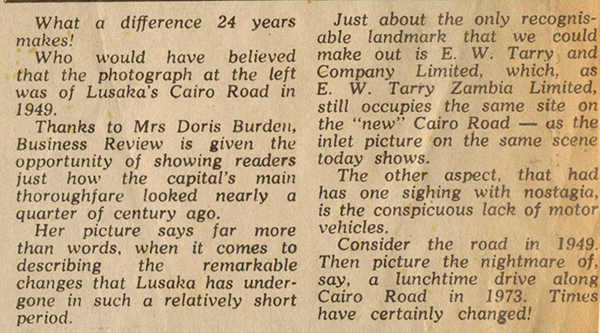 What a difference 24 years
makes!
Who would have believed
that the photograph at the left
was of Lusaka's Cairo Road in
1949.
Thanks to Mrs Doris Burden,
Business Review is given the
opportunity of showing readers
just how the capital's main
thoroughfare looked nearly a
quarter of century ago.
Her picture says far more
than words, when it comes to
describing the remarkable
changes that Lusaka has under-
gone in such a relatively short
period.
Just about the only recognis-
able landmark that we could
make out is E. W. Tarry and
Company Limited, which, as
E. W. Tarry Zambia Limited,
still occupies the same site on
the "new" Cairo Road — as the
inlet picture on the same scene
today shows.
The other aspect, that had
has one sighing with nostagia,
is the conspicuous lack of motor
vehicles.
Consider the road in 1949.
Then picture the nightmare of,
say, a lunchtime drive along
Cairo Road in 1973. Times
have certainly changed!